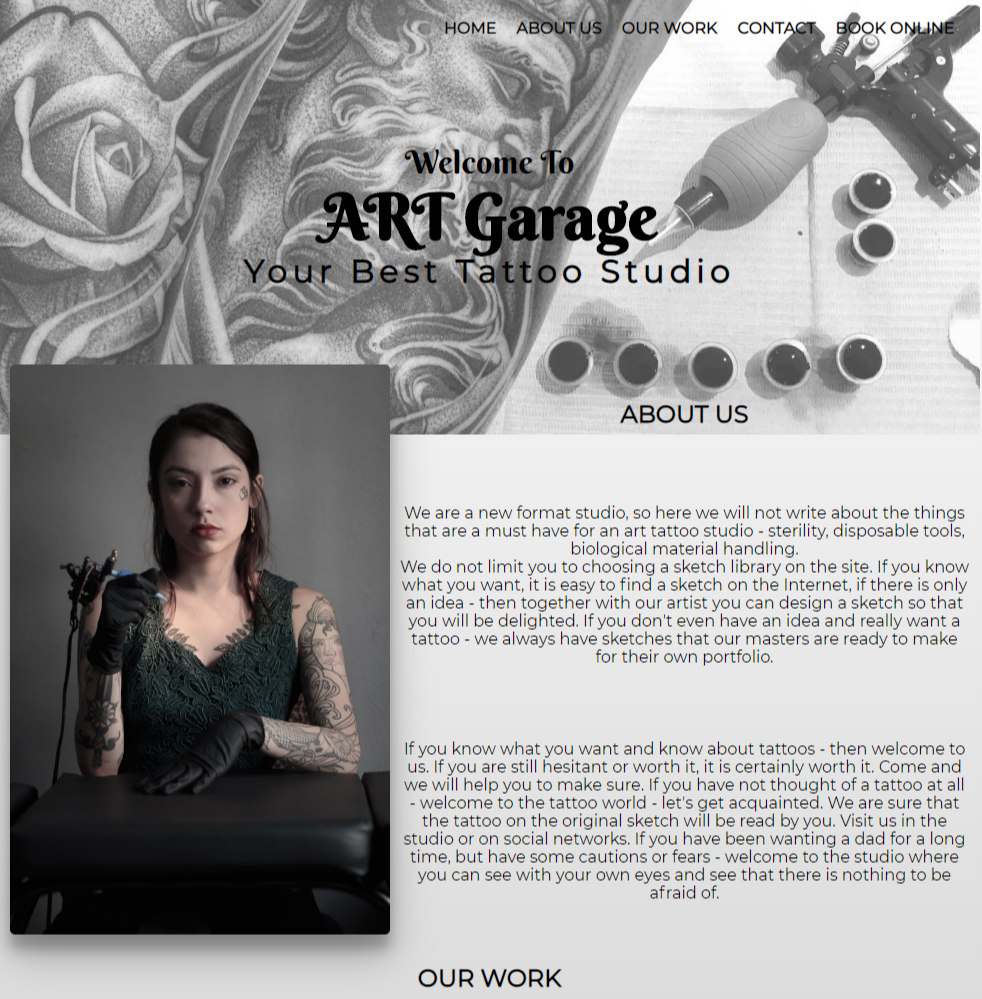 HOME ABOUT US OUR WORK CONTACT BOOK ONLINE
Welcome To
ART Garage
Your Best Tattoo Studio
ABOUT US
We are a new format studio, so here we will not write about the things
that are a must have for an art tattoo studio - sterility, disposable tools,
biological material handling.
We do not limit you to choosing a sketch library on the site. If you know
what you want, it is easy to find a sketch on the Internet, if there is only
an idea - then together with our artist you can design a sketch so that
you will be delighted. If you don't even have an idea and really want a
tattoo - we always have sketches that our masters are ready to make
for their own portfolio.
If you know what you want and know about tattoos - then welcome to
us. If you are still hesitant or worth it, it is certainly worth it. Come and
we will help you to make sure. If you have not thought of a tattoo at all
- welcome to the tattoo world - let's get acquainted. We are sure that
the tattoo on the original sketch will be read by you. Visit us in the
studio or on social networks. If you have been wanting a dad for a long
time, but have some cautions or fears - welcome to the studio where
you can see with your own eyes and see that there is nothing to be
afraid of.
OUR WORK